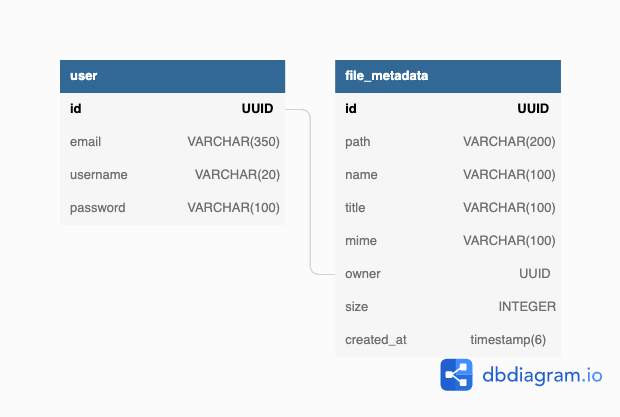 user
id UUID
email VARCHAR(350)
username VARCHAR(20)
password VARCHAR(100)
file_metadata
id UUID
path VARCHAR(200)
name VARCHAR(100)
title VARCHAR(100)
mime VARCHAR(100)
owner UUID
size INTEGER
created_at timestamp(6)
dbdiagram.io